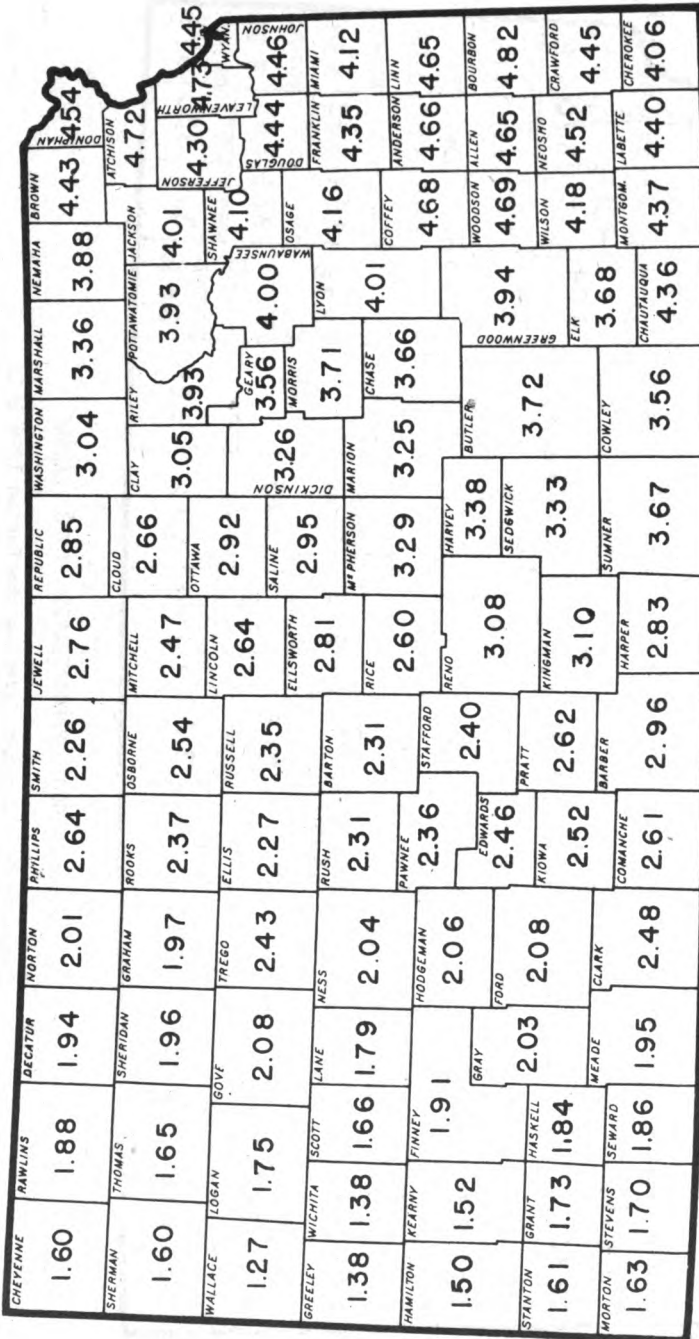 CHEYENNE
1.60
RAWLINS
1.88
DECATUR
1.94
NORTON
2.01
PHILLIPS
2.64
SMITH
2.26
JEWELL
2.76
REPUBLIC
2.85
WASHINGTON
3.04
MARSHALL
3.36
NEMAHA
3.88
BROWN
4.43
DONIPHAN
4.54
SHERMAN
1.60
THOMAS
1.65
SHERIDAN
1.96
GRAHAM
1.97
ROOKS
2.37
OSBORNE
2.54
MITCHELL
2.47
CLOUD
2.66
CLAY
3.05
RILEY
3.93
POTTAWATOMIE
3.93
JACKSON
4.01
ATCHISON
4.72
JEFFERSON
4.30
LEAVENWORTH
4.73
WYAN.
4.45
WALLACE
1.27
LOGAN
1.75
GOVE
2.08
TREGO
2.43
ELLIS
2.27
RUSSELL
2.35
LINCOLN
2.64
OTTAWA
2.92
SALINE
2.95
DICKINSON
3.26
GEARY
3.56
MORRIS
3.71
WABAUNSEE
4.00
SHAWNEE
4.10
OSAGE
4.16
DOUGLAS
4.44
JOHNSON
4.46
GREELEY
1.38
WICHITA
1.38
SCOTT
1.66
LANE
1.79
NESS
2.04
RUSH
2.31
BARTON
2.31
ELLSWORTH
2.81
RICE
2.60
McPHERSON
3.29
MARION
3.25
CHASE
3.66
LYON
4.01
COFFEY
4.68
FRANKLIN
4.35
MIAMI
4.12
ANDERSON
4.66
LINN
4.65
HAMILTON
1.50
KEARNY
1.52
FINNEY
1.91
HODGEMAN
2.06
PAWNEE
2.36
STAFFORD
2.40
RENO
3.08
HARVEY
3.38
BUTLER
3.72
GREENWOOD
3.94
WOODSON
4.69
ALLEN
4.65
BOURBON
4.82
GRAY
2.03
FORD
2.08
EDWARDS
2.46
PRATT
2.62
KINGMAN
3.10
SEDGWICK
3.33
ELK
3.68
WILSON
4.18
NEOSHO
4.52
CRAWFORD
4.45
STANTON
1.61
GRANT
1.73
HASKELL
1.84
KIOWA
2.52
MORTON
1.63
STEVENS
1.70
SEWARD
1.86
MEADE
1.95
CLARK
2.48
COMANCHE
2.61
BARBER
2.96
HARPER
2.83
SUMNER
3.67
COWLEY
3.56
CHAUTAUQUA
4.36
MONTGOM.
4.37
LABETTE
4.40
CHEROKEE
4.06